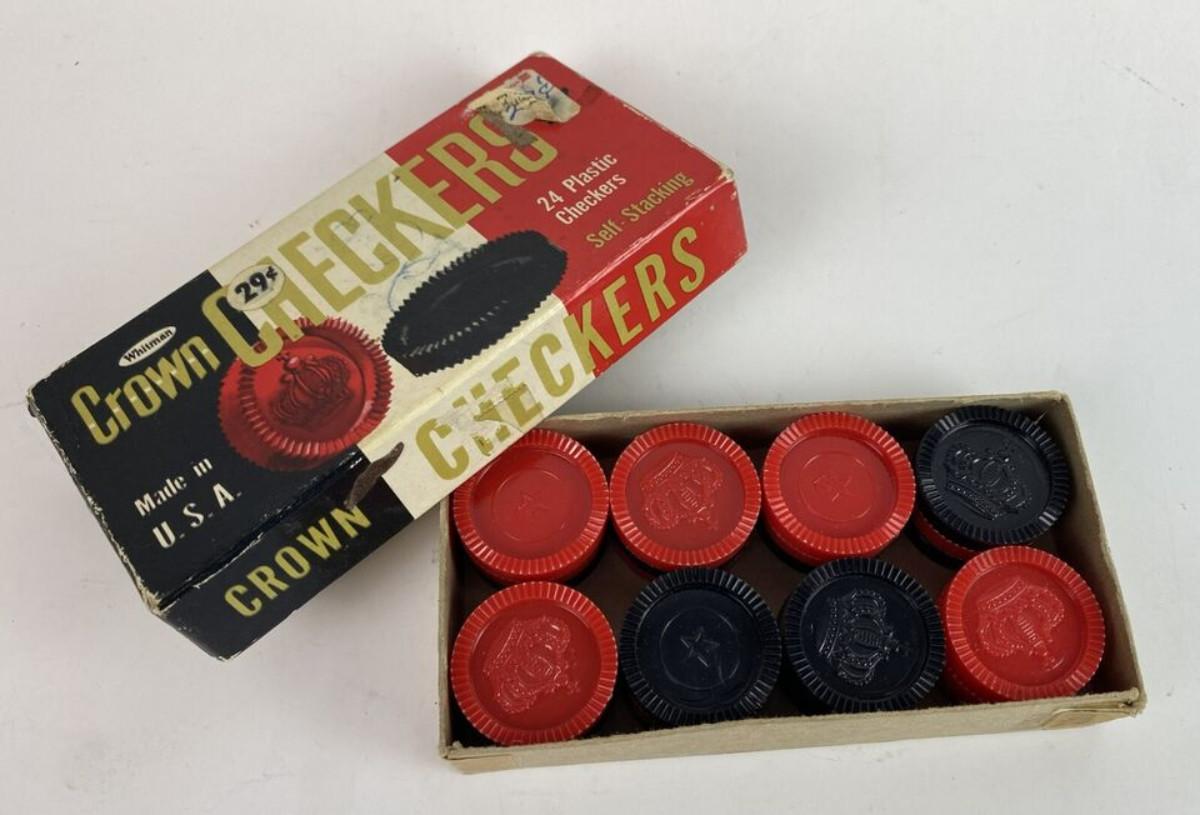 Whitman
Crown CHECKERS
29¢
24 Plastic
Checkers
Self-Stacking
Made in
U.S.A.
CROWN CHECKERS